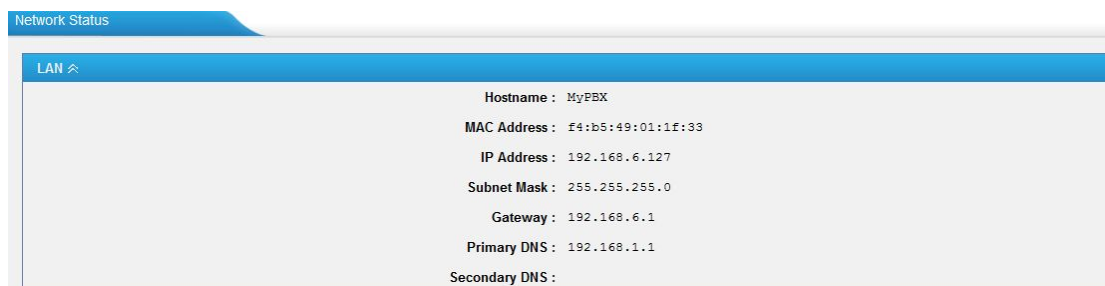 Network Status
LAN
Hostname : MyPBX
MAC Address : f4:b5:49:01:1f:33
IP Address : 192.168.6.127
Subnet Mask : 255.255.255.0
Gateway : 192.168.6.1
Primary DNS : 192.168.1.1
Secondary DNS :